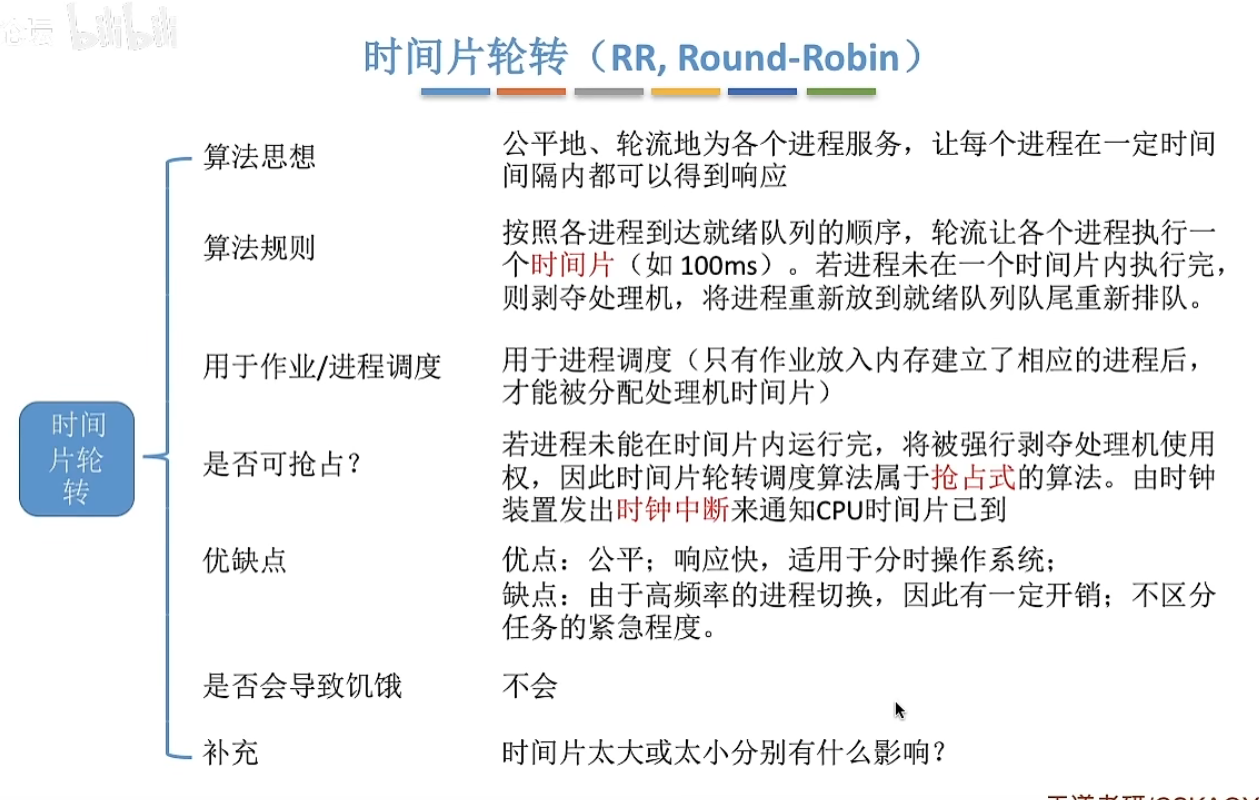 论坛 bilibili
时间片轮转（RR, Round-Robin）
算法思想
公平地、轮流地为各个进程服务，让每个进程在一定时间
间隔内都可以得到响应
算法规则
按照各进程到达就绪队列的顺序，轮流让各个进程执行一
个时间片（如 100ms）。若进程未在一个时间片内执行完，
则剥夺处理机，将进程重新放到就绪队列队尾重新排队。
用于作业/进程调度
用于进程调度（只有作业放入内存建立了相应的进程后，
才能被分配处理机时间片）
时间
片轮
转
是否可抢占？
若进程未能在时间片内运行完，将被强行剥夺处理机使用
权，因此时间片轮转调度算法属于抢占式的算法。由时钟
装置发出时钟中断来通知CPU时间片已到
优缺点
优点：公平；响应快，适用于分时操作系统；
缺点：由于高频率的进程切换，因此有一定开销；不区分
任务的紧急程度。
是否会导致饥饿
不会
补充
时间片太大或太小分别有什么影响？